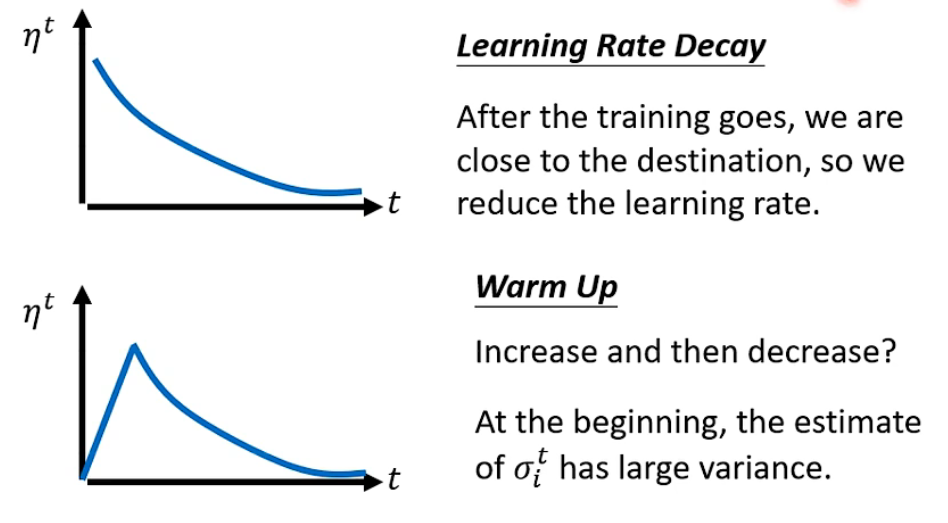 η^t
t
Learning Rate Decay
After the training goes, we are
close to the destination, so we
reduce the learning rate.
η^t
t
Warm Up
Increase and then decrease?
At the beginning, the estimate
of σ_i^t has large variance.